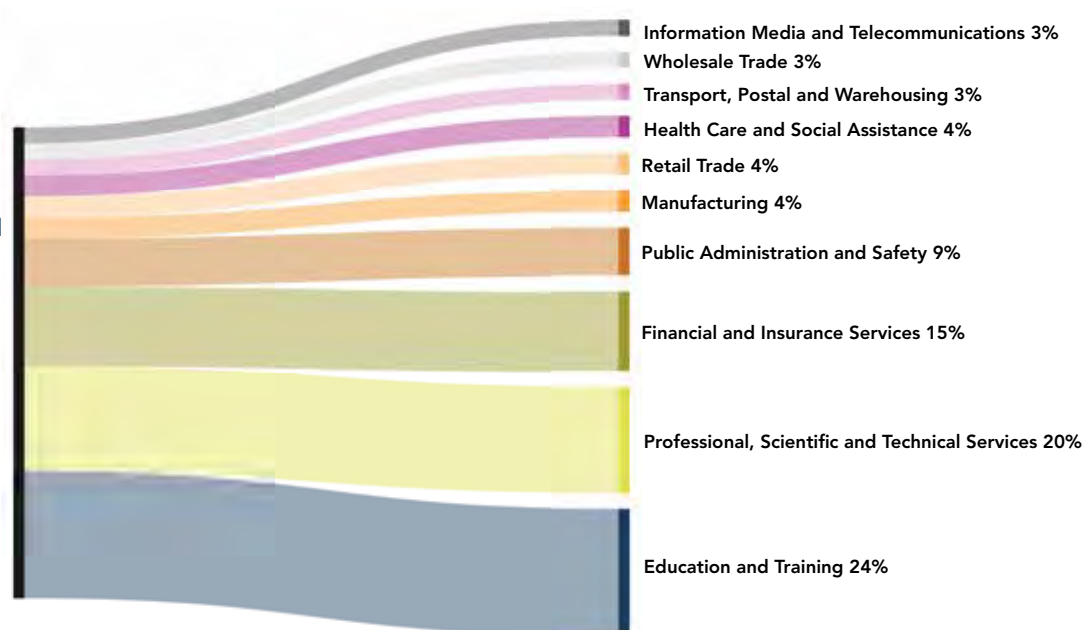 Information Media and Telecommunications 3%
Wholesale Trade 3%
Transport, Postal and Warehousing 3%
Health Care and Social Assistance 4%
Retail Trade 4%
Manufacturing 4%
Public Administration and Safety 9%
Financial and Insurance Services 15%
Professional, Scientific and Technical Services 20%
Education and Training 24%